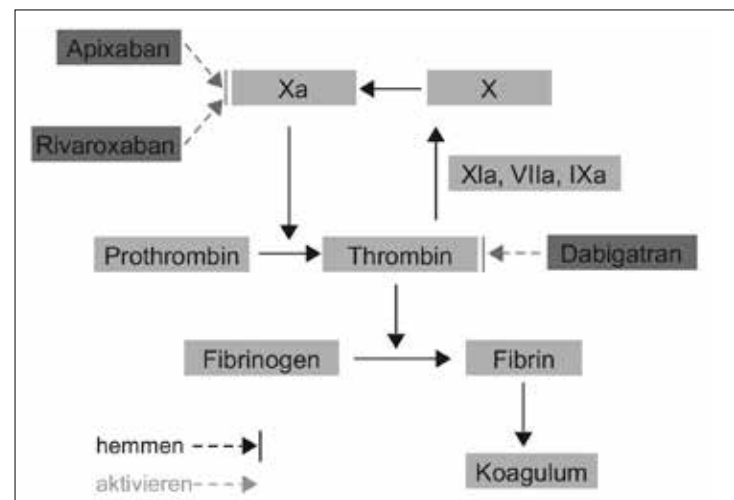 Apixaban
Xa
X
Rivaroxaban
XIa, VIIa, IXa
Prothrombin
Thrombin
Dabigatran
Fibrinogen
Fibrin
hemmen
aktivieren
Koagulum